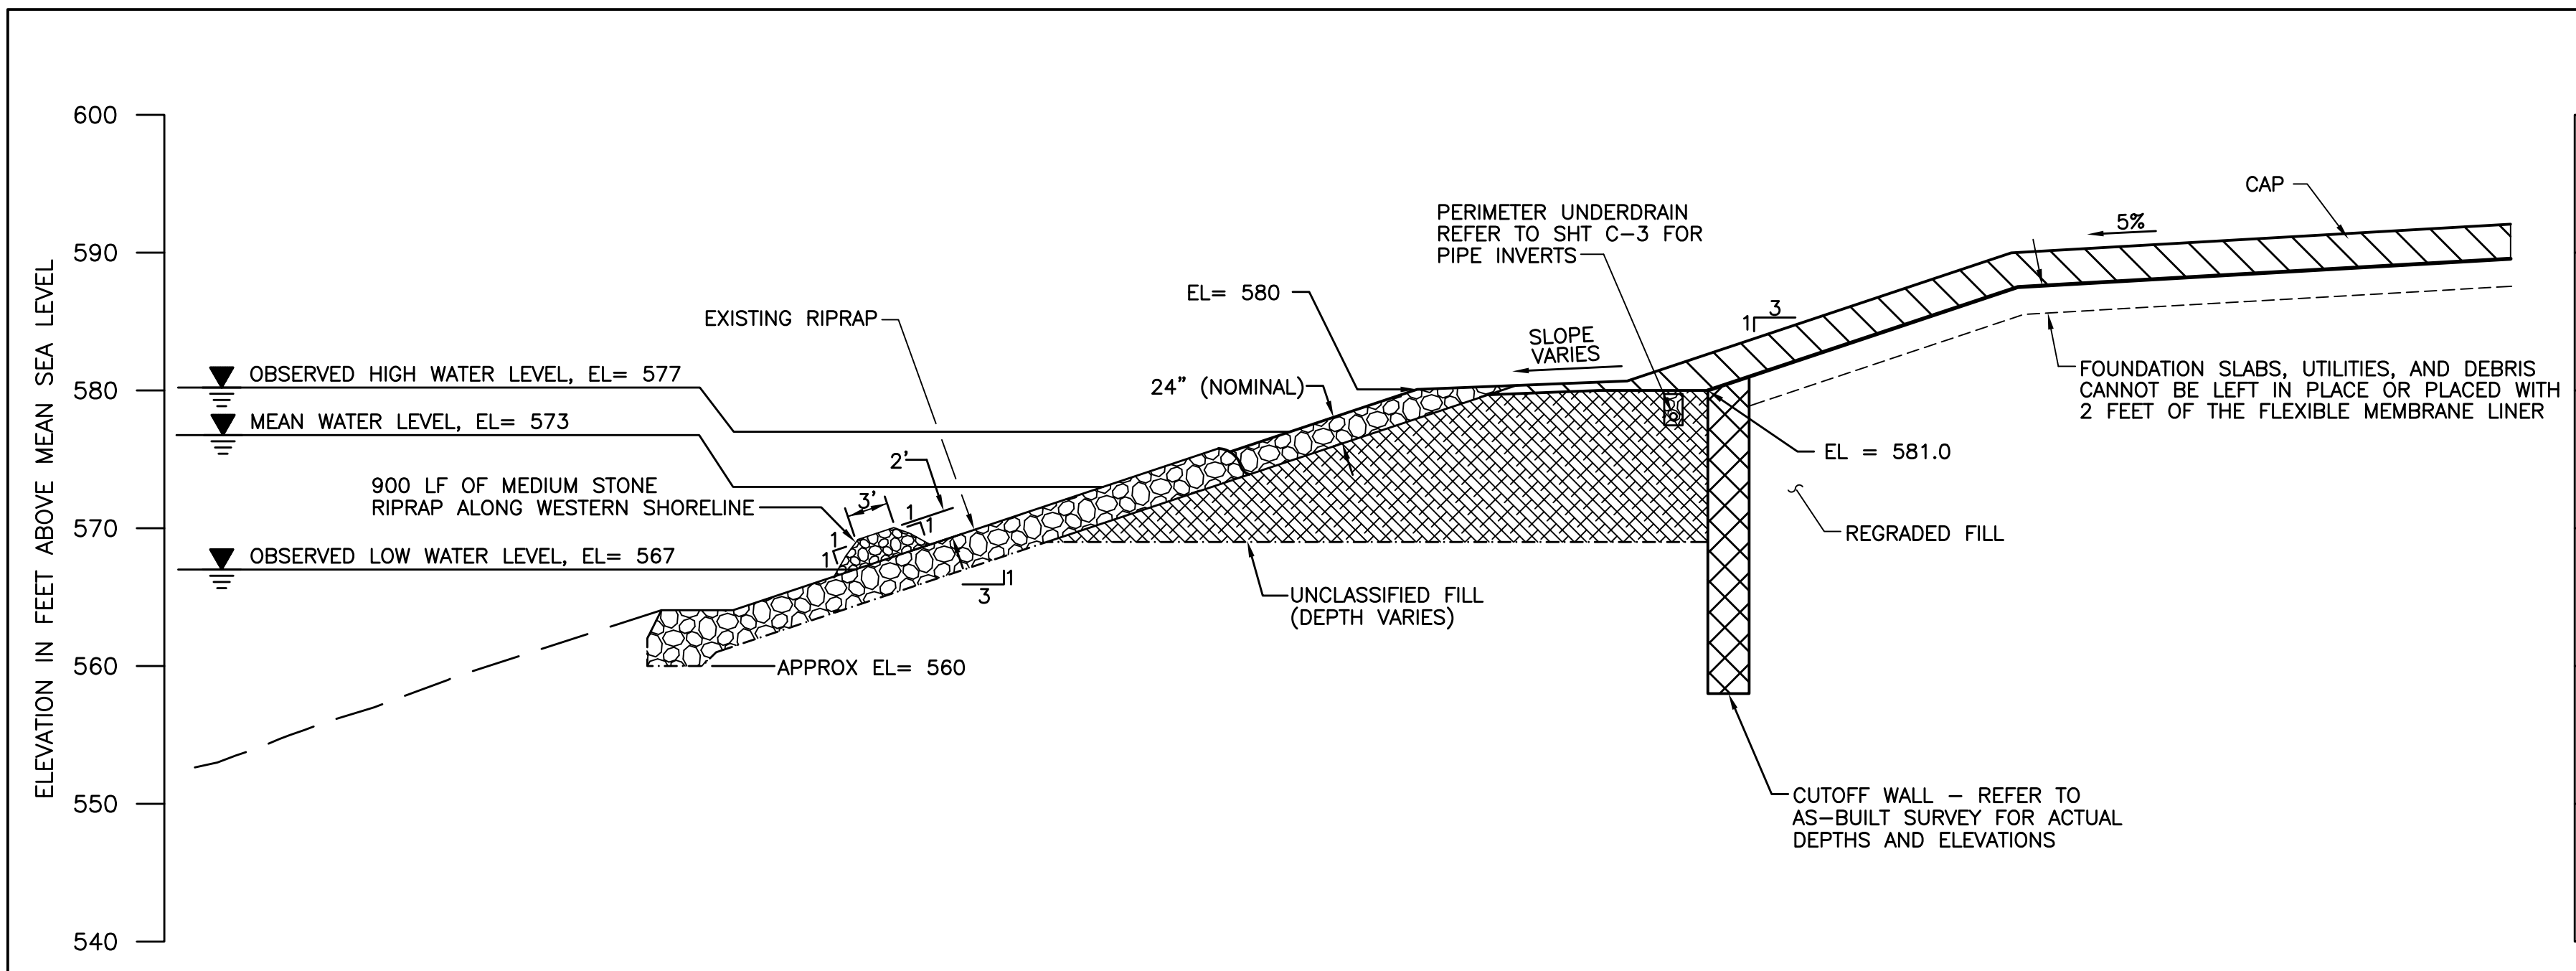 600
590
580
570
560
550
540
ELEVATION IN FEET ABOVE MEAN SEA LEVEL
OBSERVED HIGH WATER LEVEL, EL= 577
MEAN WATER LEVEL, EL= 573
900 LF OF MEDIUM STONE
RIPRAP ALONG WESTERN SHORELINE
OBSERVED LOW WATER LEVEL, EL= 567
EXISTING RIPRAP
2'
3'
1
1
1
1
3
1
APPROX EL= 560
24" (NOMINAL)
EL= 580
PERIMETER UNDERDRAIN
REFER TO SHT C-3 FOR
PIPE INVERTS
SLOPE
VARIES
UNCLASSIFIED FILL
(DEPTH VARIES)
3
1
5%
CAP
FOUNDATION SLABS, UTILITIES, AND DEBRIS
CANNOT BE LEFT IN PLACE OR PLACED WITH
2 FEET OF THE FLEXIBLE MEMBRANE LINER
EL = 581.0
REGRADED FILL
CUTOFF WALL - REFER TO
AS-BUILT SURVEY FOR ACTUAL
DEPTHS AND ELEVATIONS